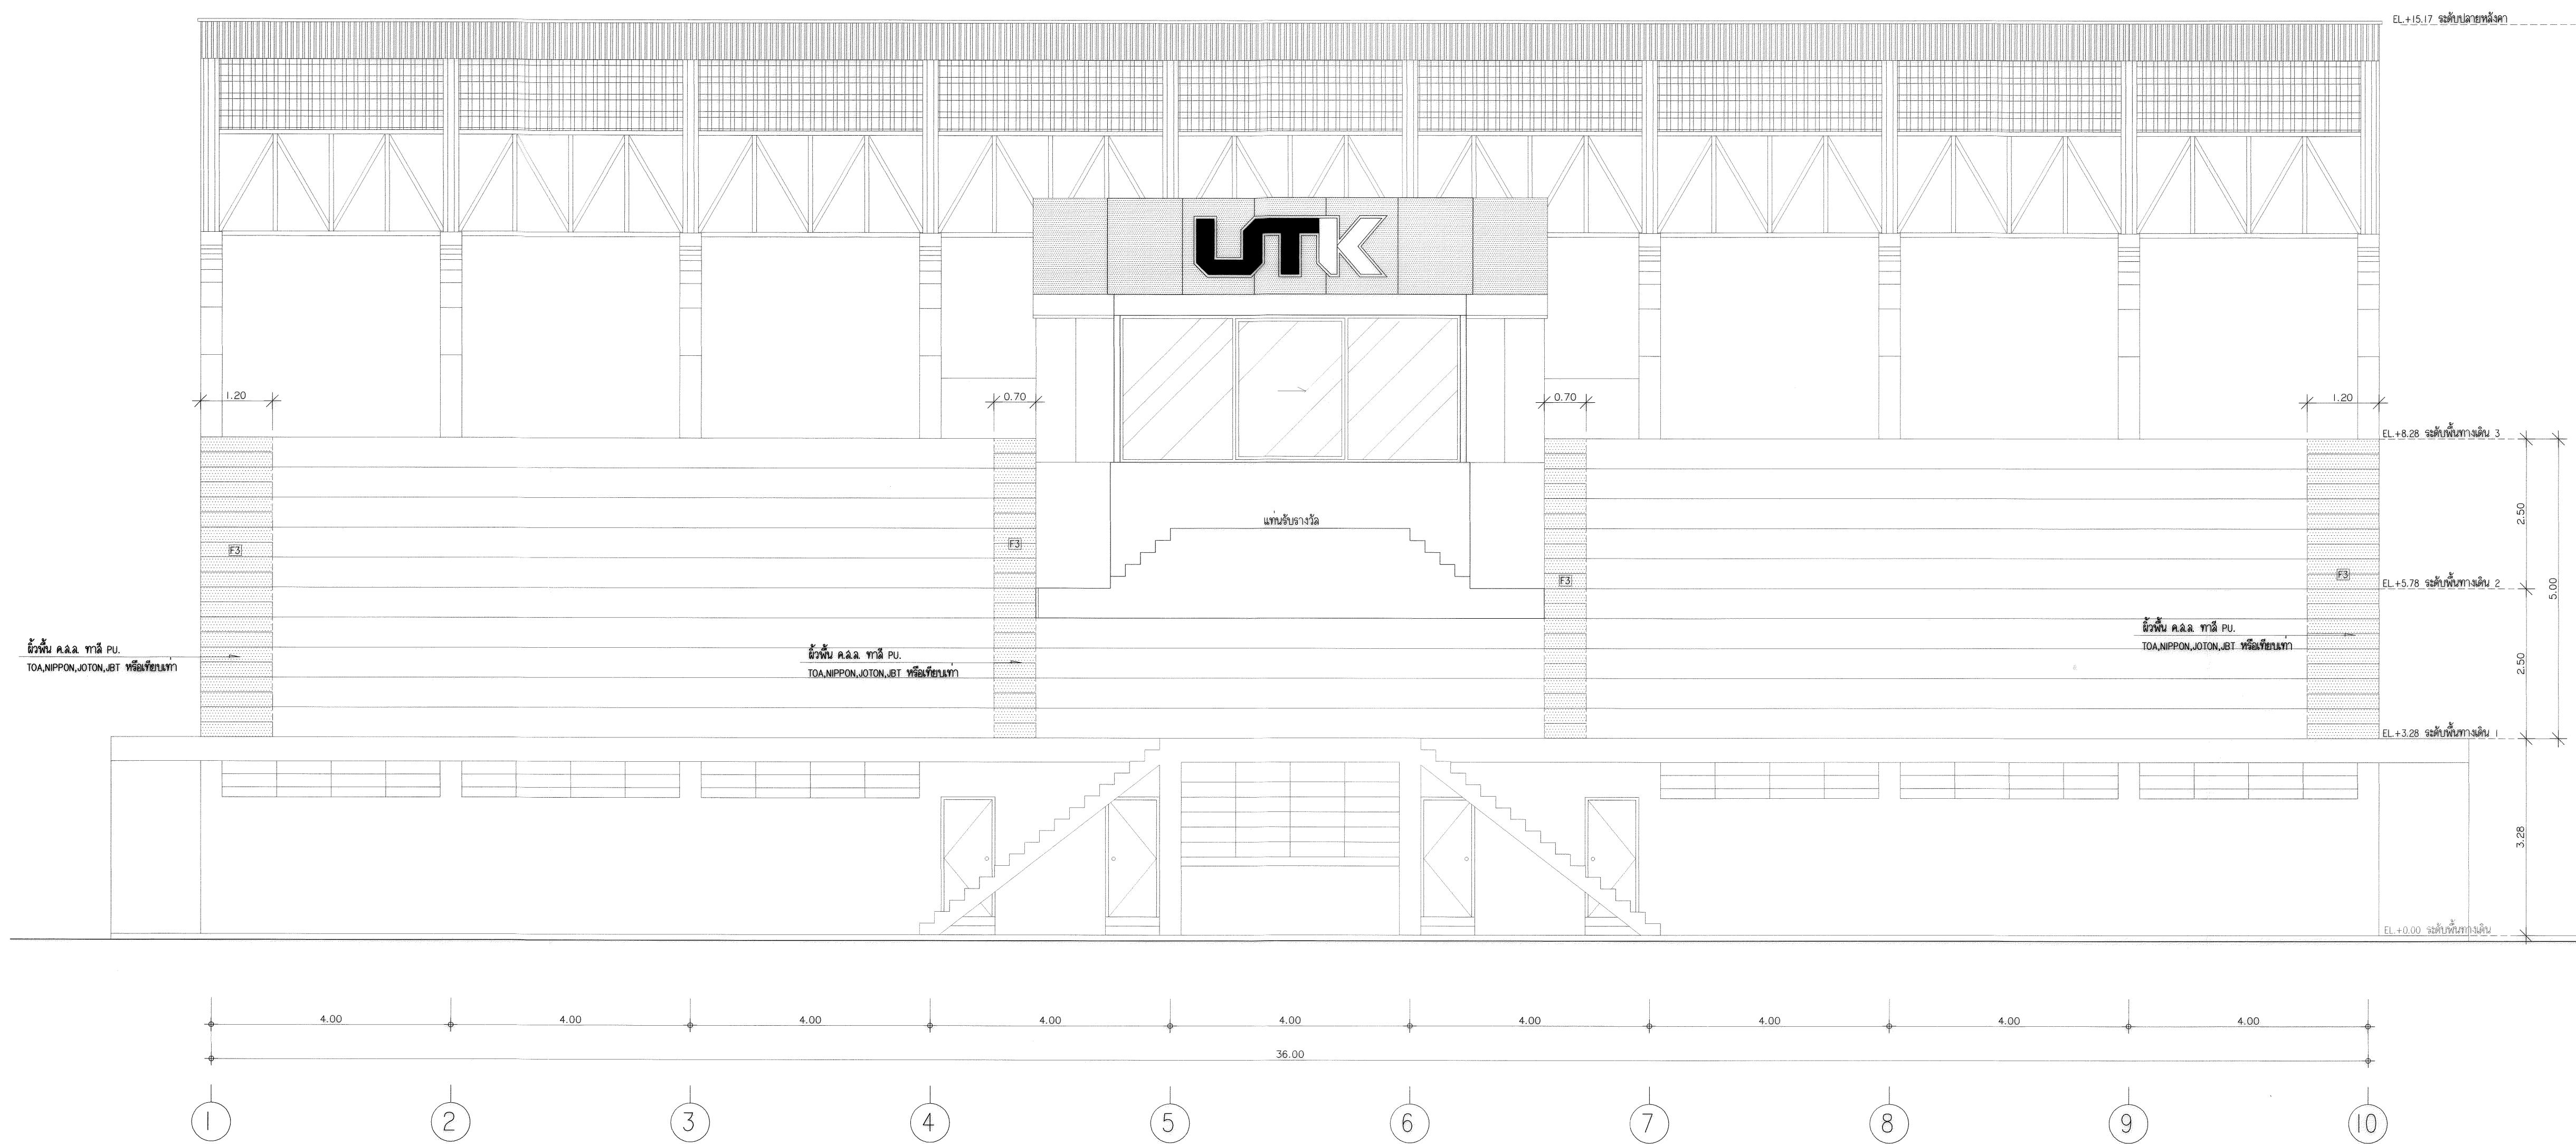 EL.+15.17 ระดับปลายหลังคา
UTK
1.20
0.70
0.70
1.20
EL.+8.28 ระดับพื้นทางเดิน 3
2.50
แท่นรับรางวัล
F3
F3
F3
F3
EL.+5.78 ระดับพื้นทางเดิน 2
5.00
ผิวพื้น ค.ส.ล. ทาสี PU.
TOA,NIPPON,JOTON,JBT หรือเทียบเท่า
ผิวพื้น ค.ส.ล. ทาสี PU.
TOA,NIPPON,JOTON,JBT หรือเทียบเท่า
ผิวพื้น ค.ส.ล. ทาสี PU.
TOA,NIPPON,JOTON,JBT หรือเทียบเท่า
2.50
EL.+3.28 ระดับพื้นทางเดิน 1
3.28
EL.+0.00 ระดับพื้นทางเดิน
4.00 4.00 4.00 4.00 4.00 4.00 4.00 4.00 4.00
36.00
1 2 3 4 5 6 7 8 9 10